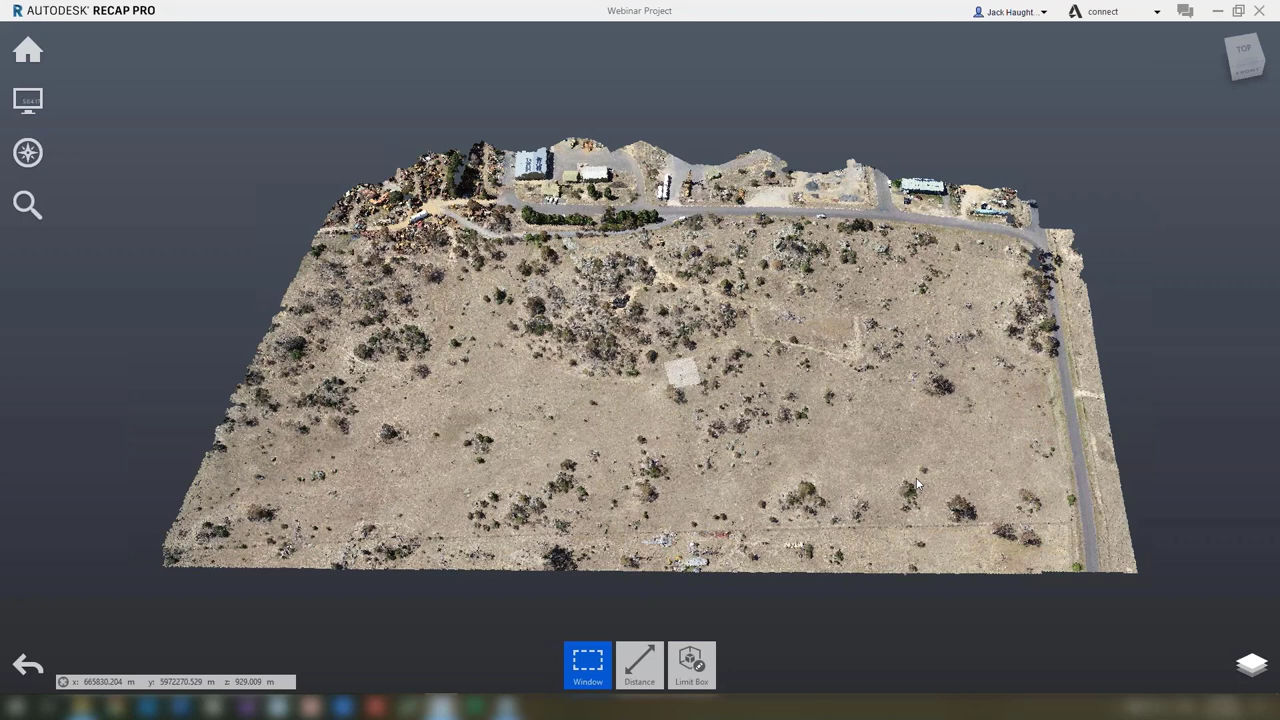 AUTODESK® RECAP PRO
Webinar Project
Jack Haught...
connect
TOP
Window
Distance
Limit Box
x: 665830.204 m y: 5972270.529 m z: 929.009 m